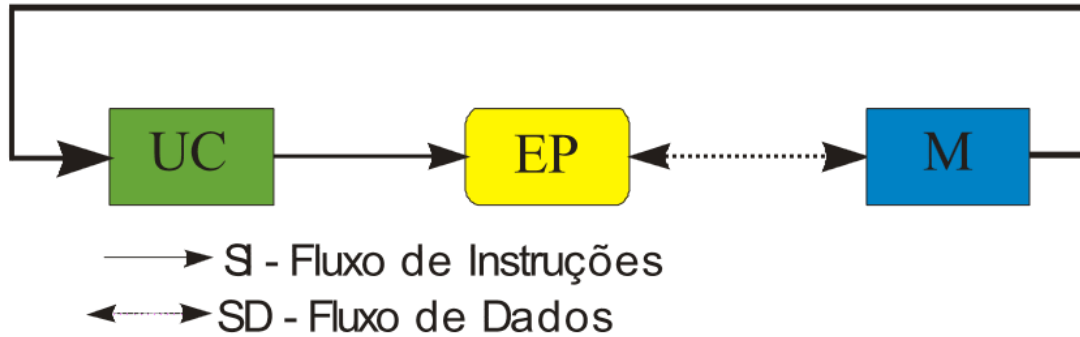 UC
EP
M
SI - Fluxo de Instruções
SD - Fluxo de Dados